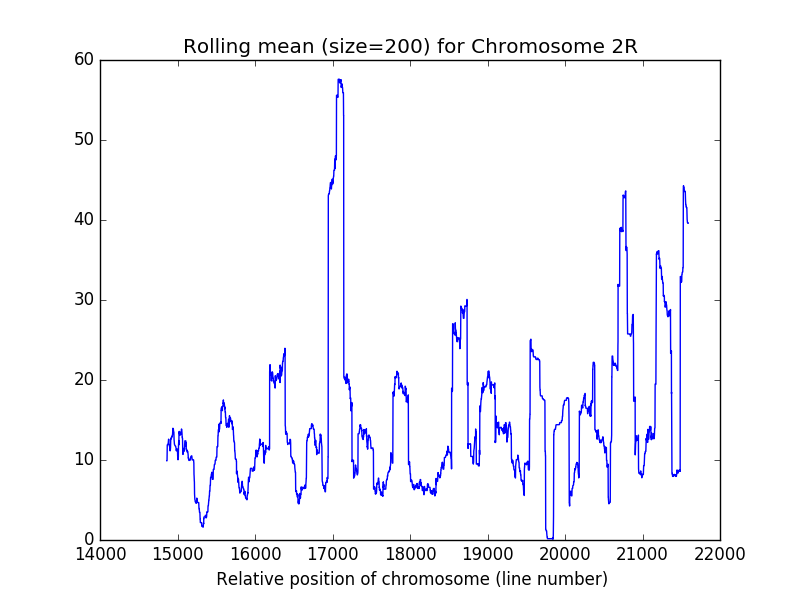 Rolling mean (size=200) for Chromosome 2R
60
50
40
30
20
10
0
14000 15000 16000 17000 18000 19000 20000 21000 22000
Relative position of chromosome (line number)